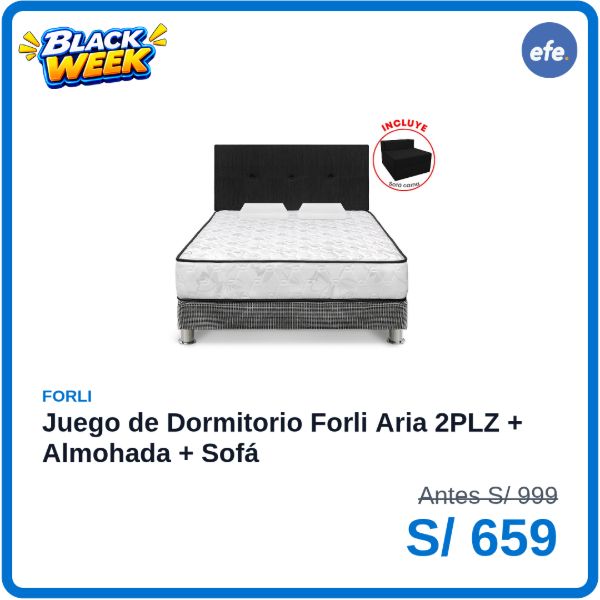 BLACK
WEEK
efe.
INCLUYE
Sofá cama
FORLI
Juego de Dormitorio Forli Aria 2PLZ +
Almohada + Sofá
Antes S/ 999
S/ 659